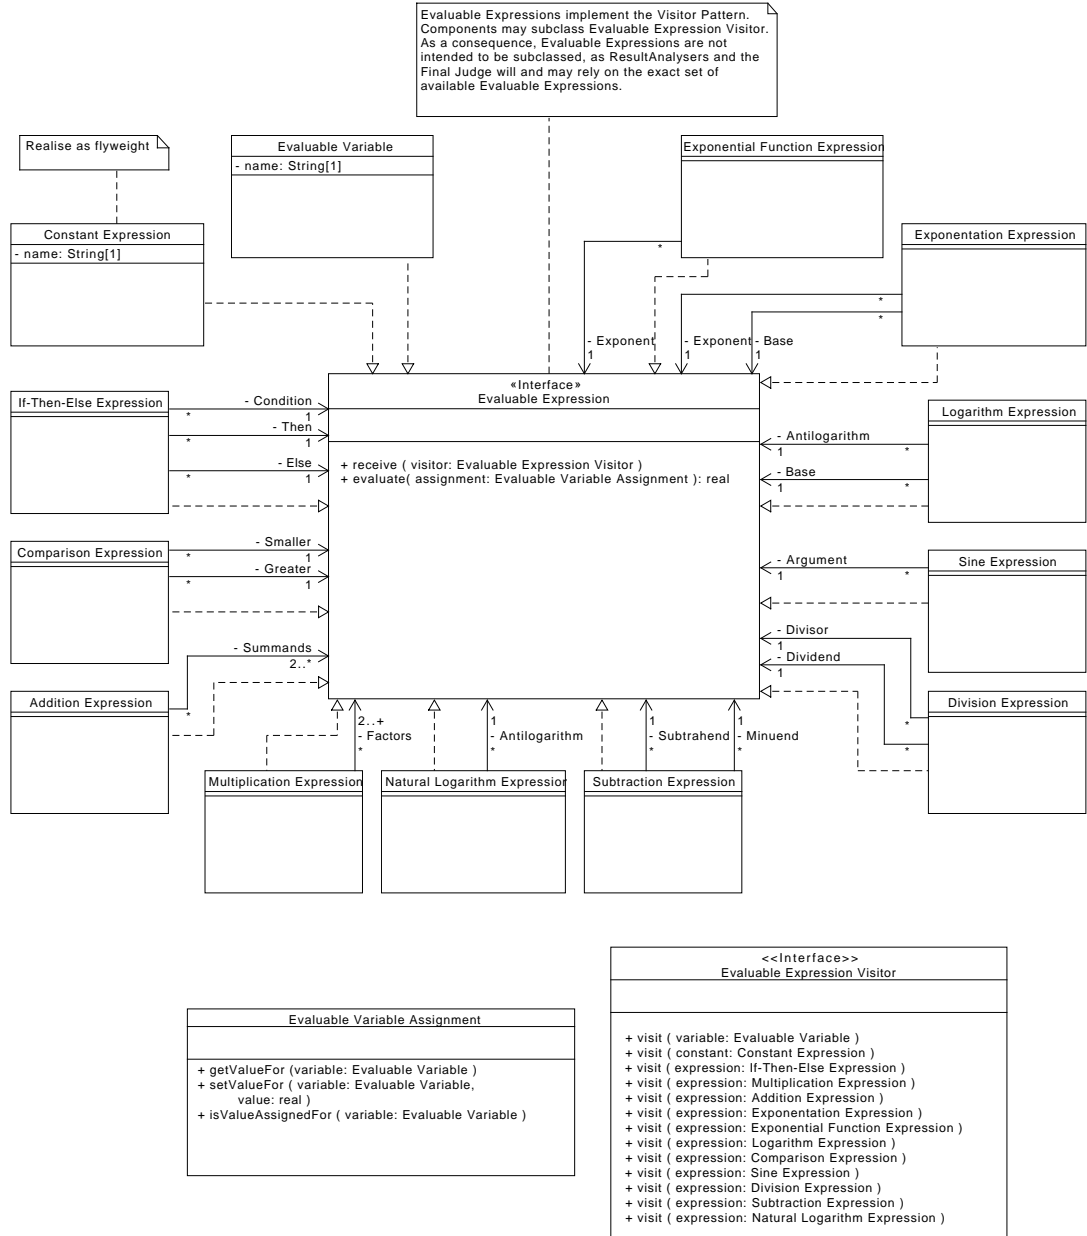 Evaluable Expressions implement the Visitor Pattern.
Components may subclass Evaluable Expression Visitor.
As a consequence, Evaluable Expressions are not
intended to be subclassed, as ResultAnalysers and the
Final Judge will and may rely on the exact set of
available Evaluable Expressions.
Realise as flyweight
Evaluable Variable
- name: String[1]
Exponential Function Expression
*
Constant Expression
- name: String[1]
Exponentation Expression
*
*
- Exponent
1
- Exponent
1
- Base
1
«Interface»
Evaluable Expression
+ receive ( visitor: Evaluable Expression Visitor )
+ evaluate( assignment: Evaluable Variable Assignment ): real
If-Then-Else Expression
- Condition
*
1
- Then
*
1
- Else
*
1
Logarithm Expression
- Antilogarithm
1
*
- Base
1
*
Comparison Expression
- Smaller
*
1
- Greater
*
1
Sine Expression
- Argument
1
*
- Divisor
1
- Dividend
1
Addition Expression
- Summands
2..*
*
Division Expression
*
*
2..+
- Factors
*
1
- Antilogarithm
*
1
- Subtrahend
*
1
- Minuend
*
Multiplication Expression
Natural Logarithm Expression
Subtraction Expression
Evaluable Variable Assignment
+ getValueFor (variable: Evaluable Variable )
+ setValueFor ( variable: Evaluable Variable,
value: real )
+ isValueAssignedFor ( variable: Evaluable Variable )
<<Interface>>
Evaluable Expression Visitor
+ visit ( variable: Evaluable Variable )
+ visit ( constant: Constant Expression )
+ visit ( expression: If-Then-Else Expression )
+ visit ( expression: Multiplication Expression )
+ visit ( expression: Addition Expression )
+ visit ( expression: Exponentation Expression )
+ visit ( expression: Exponential Function Expression )
+ visit ( expression: Logarithm Expression )
+ visit ( expression: Comparison Expression )
+ visit ( expression: Sine Expression )
+ visit ( expression: Division Expression )
+ visit ( expression: Subtraction Expression )
+ visit ( expression: Natural Logarithm Expression )